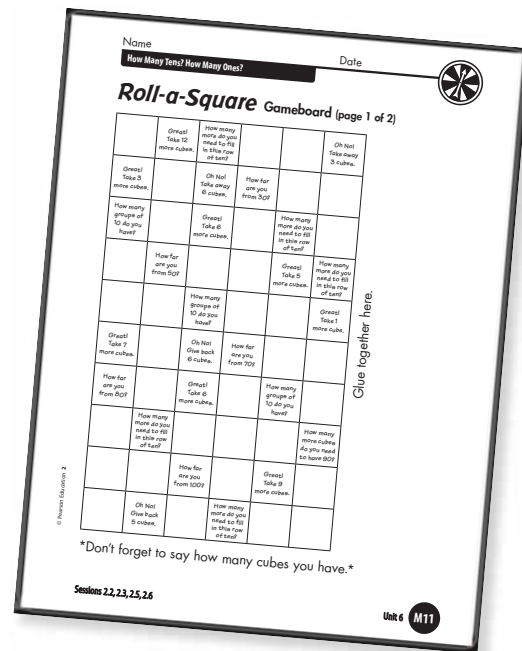 Name
Date
How Many Tens? How Many Ones?
Roll-a-Square Gameboard (page 1 of 2)
Great!
Take 12
more cubes.
How many
more do you
need to fill
in this row
of ten?
Oh No!
Take away
3 cubes.
Great!
Take 3
more cubes.
Oh No!
Take away
6 cubes.
How far
are you
from 30?
How many
groups of
10 do you
have?
Great!
Take 6
more cubes.
How many
more do you
need to fill
in this row
of ten?
How far
are you
from 50?
Great!
Take 5
more cubes.
How many
more do you
need to fill
in this row
of ten?
How many
groups of
10 do you
have?
Great!
Take 1
more cube.
Great!
Take 7
more cubes.
Oh No!
Give back
6 cubes.
How far
are you
from 70?
How far
are you
from 80?
Great!
Take 6
more cubes.
How many
groups of
10 do you
have?
How many
more do you
need to fill
in this row
of ten?
How many
more cubes
do you need
to have 90?
How far
are you
from 100?
Great!
Take 9
more cubes.
Oh No!
Give back
5 cubes.
How many
more do you
need to fill
in this row
of ten?
Glue together here.
© Pearson Education 2
*Don't forget to say how many cubes you have.*
Sessions 2.2, 2.3, 2.5, 2.6
Unit 6 M11